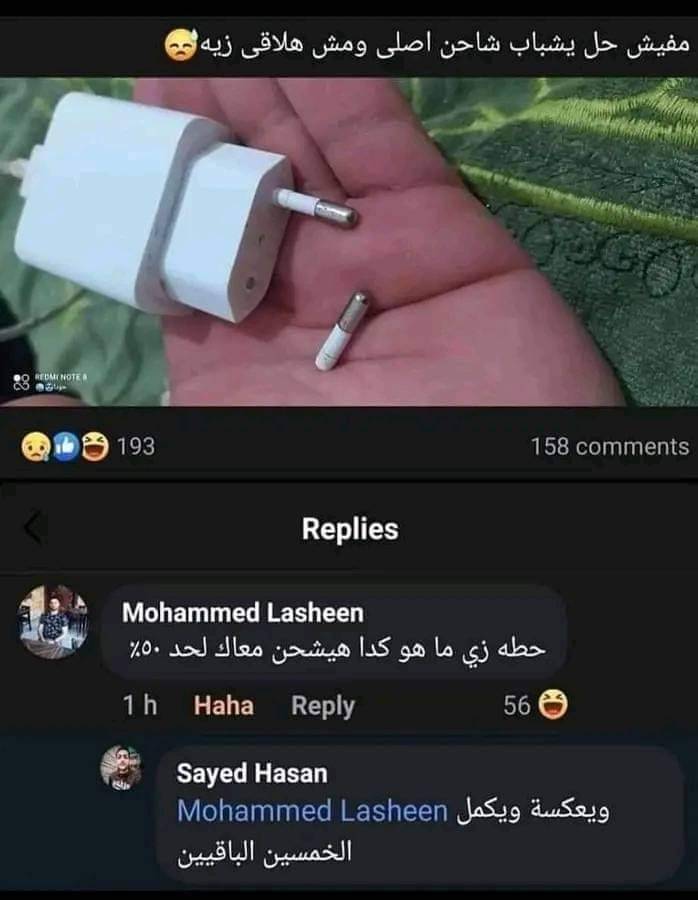 مفيش حل يشباب شاحن اصلى ومش هلاقى زيه😓
REDMI NOTE 8
193
158 comments
Replies
Mohammed Lasheen
حطه زي ما هو كدا هيشحن معاك لحد ٥٠٪
1 h Haha Reply 56
Sayed Hasan
Mohammed Lasheen ويعكسة ويكمل
الخمسين الباقيين